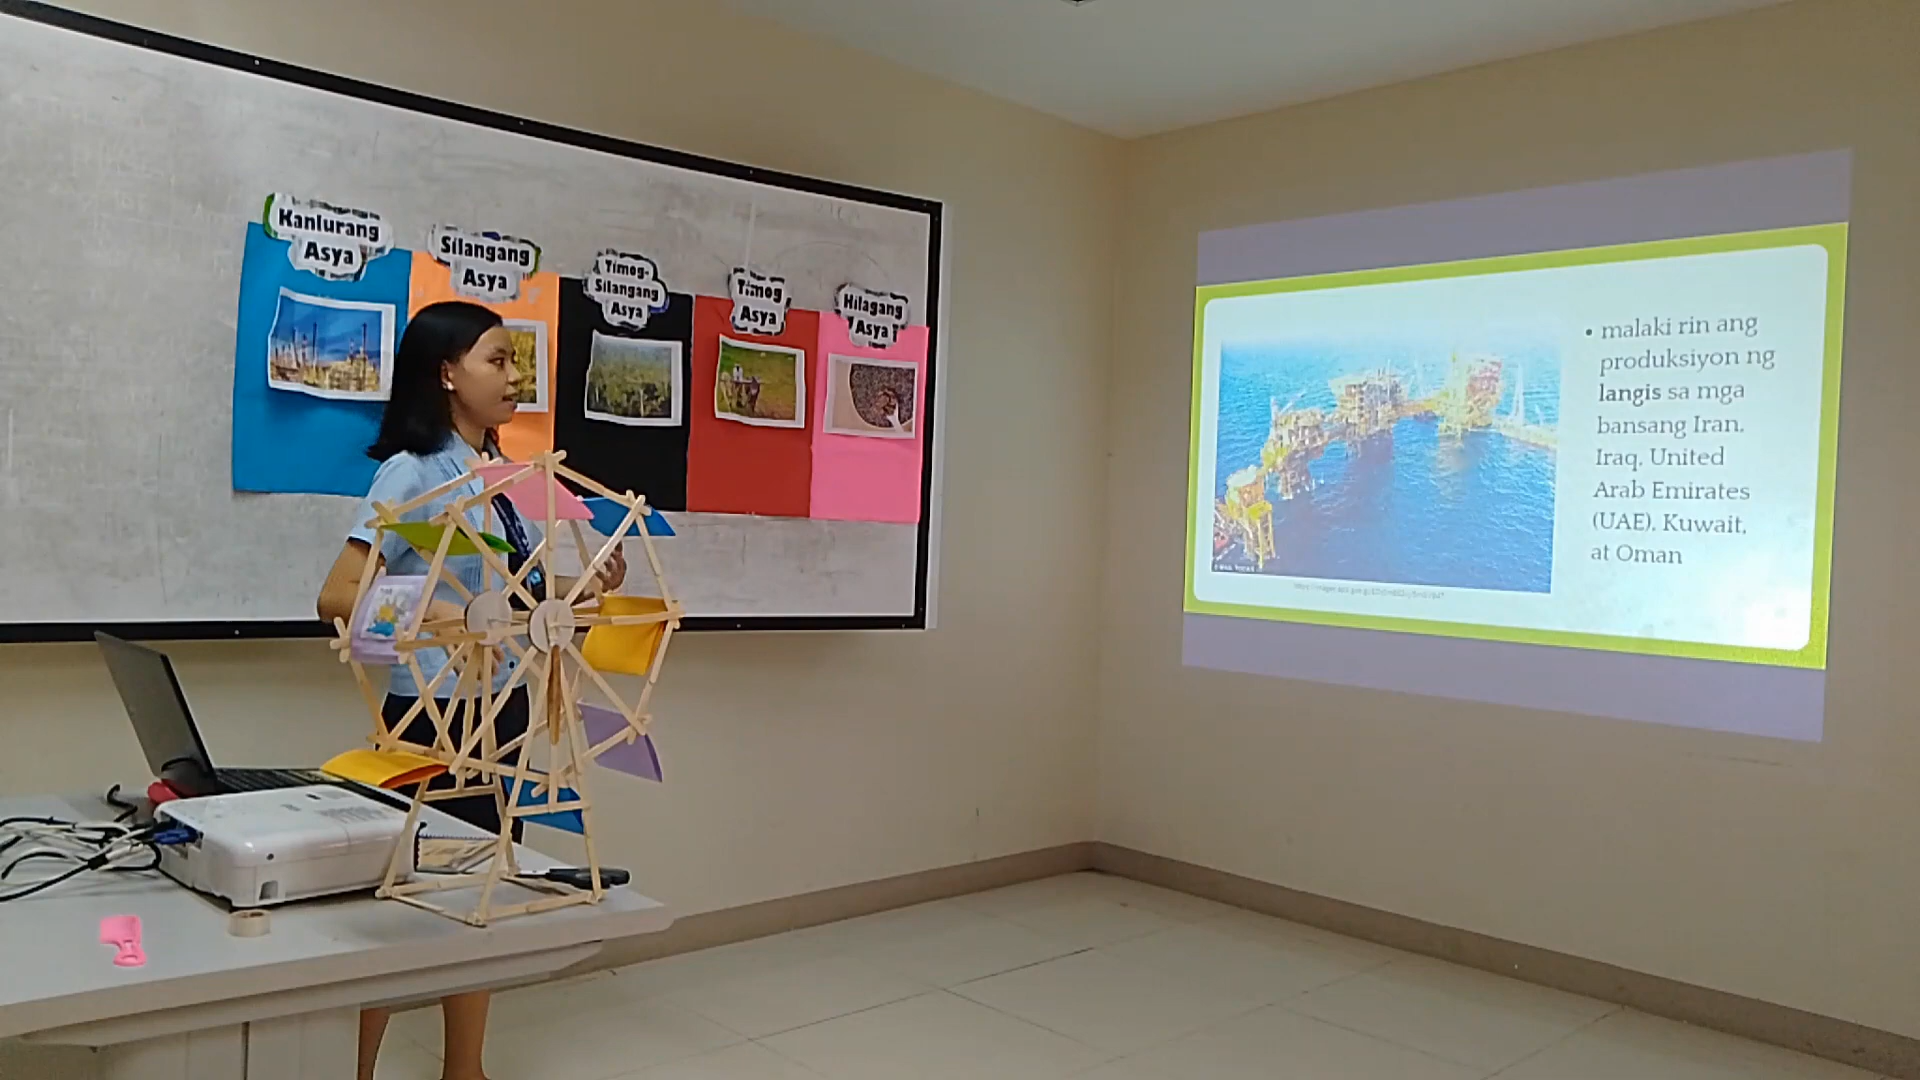 Kanlurang
Asya
Silangang
Asya
Timog-
Silangang
Asya
Timog
Asya
Hilagang
Asya
• malaki rin ang
produksiyon ng
langis sa mga
bansang Iran,
Iraq, United
Arab Emirates
(UAE), Kuwait,
at Oman